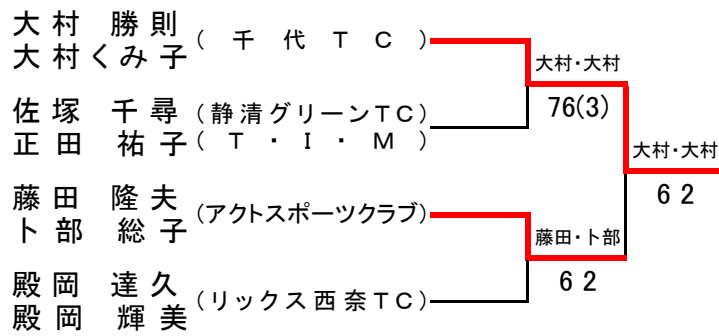 大村 勝則
大村くみ子
(千代TC)
佐塚 千尋 (静清グリーンTC)
正田 祐子 (T・I・M)
藤田 隆夫
卜部 総子
(アクトスポーツクラブ)
殿岡 達久
殿岡 輝美
(リックス西奈TC)
大村・大村
76(3)
藤田・卜部
62
大村・大村
62